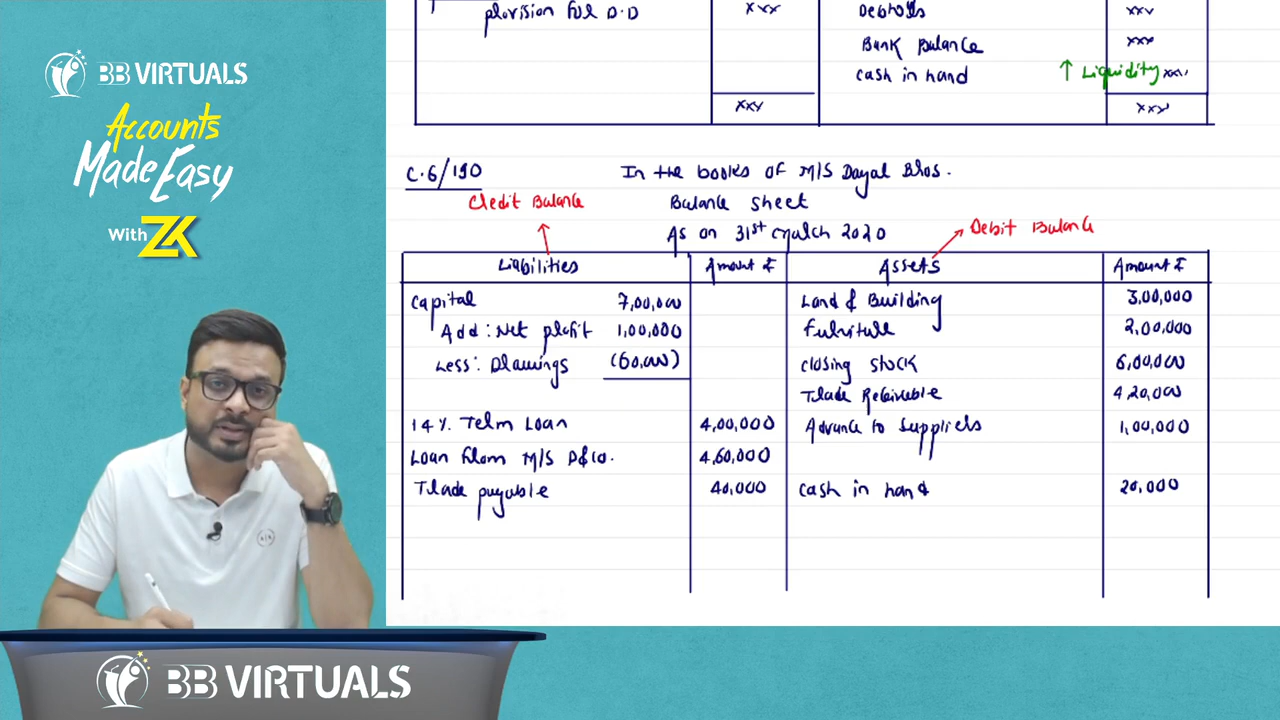 BB VIRTUALS
Accounts
Made Easy
With ZK
provision for D.D xxx Debtors xxx
Bank Balance xxx
cash in hand ↑ Liquidity xxx
xxx xxx
C.6/190 In the books of M/S Dayal Bros.
Credit Balance Balance sheet
As on 31st March 2020 Debit Balance
Liabilities Amount ₹ Assets Amount ₹
Capital 7,00,000 Land & Building 3,00,000
Add: Net profit 1,00,000 Furniture 2,00,000
Less: Drawings (60,000) closing stock 6,00,000
Trade Receivable 4,20,000
14% Term Loan 4,00,000 Advance to suppliers 1,00,000
Loan from M/S D&Co. 4,60,000
Trade payable 40,000 cash in hand 20,000
BB VIRTUALS